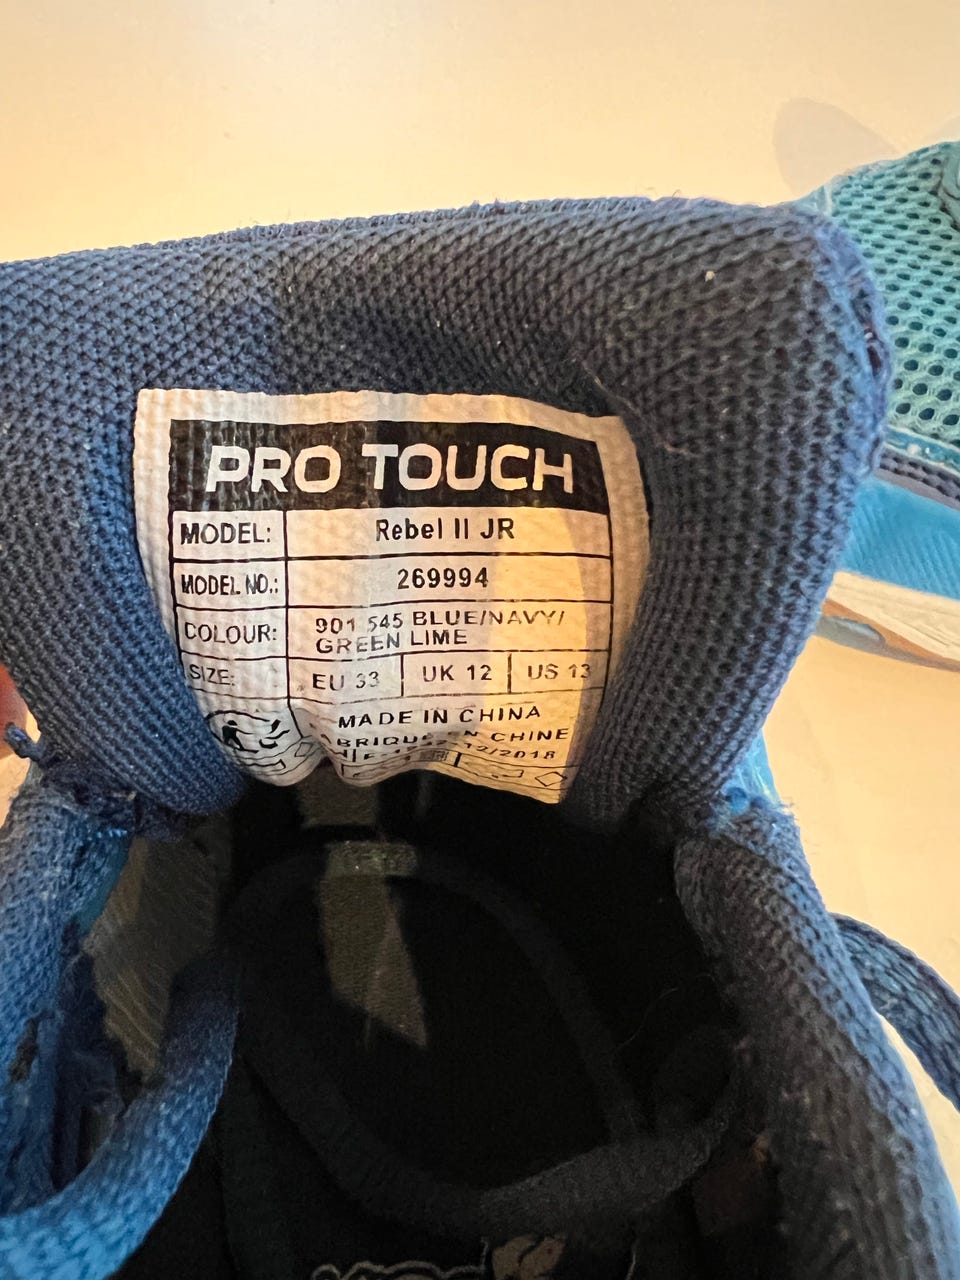 PRO TOUCH
MODEL: Rebel II JR
MODEL NO.: 269994
COLOUR: 901 545 BLUE/NAVY/
GREEN LIME
SIZE: EU 33 UK 12 US 13
MADE IN CHINA
CHINE
12/2018